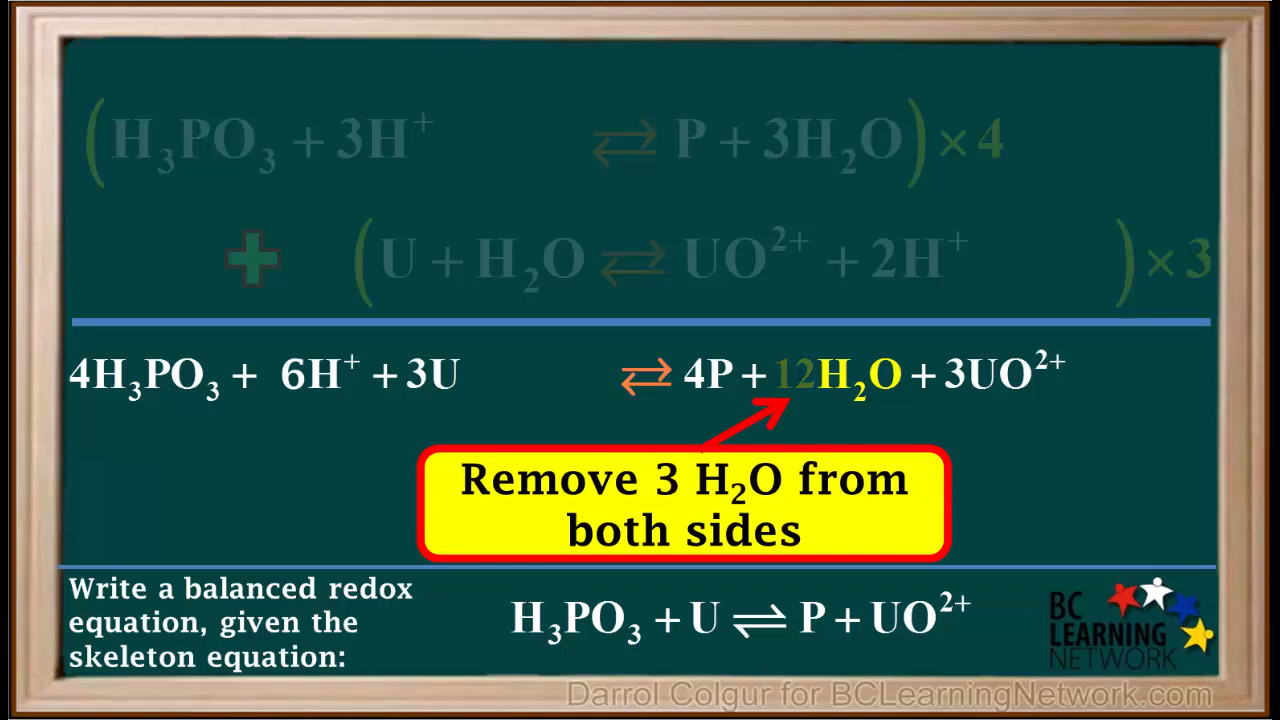 (H₃PO₃ + 3H⁺ ⇄ P + 3H₂O) × 4
+ (U + H₂O ⇄ UO²⁺ + 2H⁺) × 3
4H₃PO₃ + 6H⁺ + 3U ⇄ 4P + 12H₂O + 3UO²⁺
Remove 3 H₂O from
both sides
Write a balanced redox
equation, given the
skeleton equation:
H₃PO₃ + U ⇌ P + UO²⁺
BC
LEARNING
NETWORK
Darrol Colgur for BCLearningNetwork.com